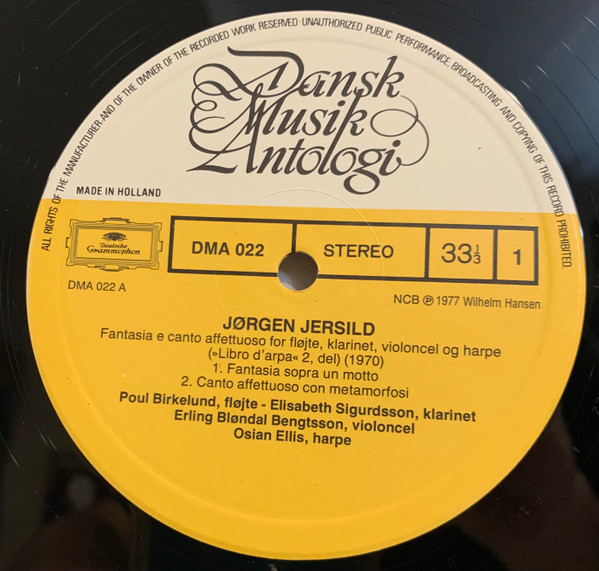 ALL RIGHTS OF THE MANUFACTURER AND OF THE OWNER OF THE RECORDED WORK RESERVED · UNAUTHORIZED PUBLIC PERFORMANCE, BROADCASTING AND COPYING OF THIS RECORD PROHIBITED
Dansk
Musik
Antologi
MADE IN HOLLAND
Deutsche
Grammophon
DMA 022
STEREO
33 1/3
1
DMA 022 A
NCB ℗ 1977 Wilhelm Hansen
JØRGEN JERSILD
Fantasia e canto affettuoso for fløjte, klarinet, violoncel og harpe
(»Libro d'arpa« 2, del) (1970)
1. Fantasia sopra un motto
2. Canto affettuoso con metamorfosi
Poul Birkelund, fløjte - Elisabeth Sigurdsson, klarinet
Erling Bløndal Bengtsson, violoncel
Osian Ellis, harpe